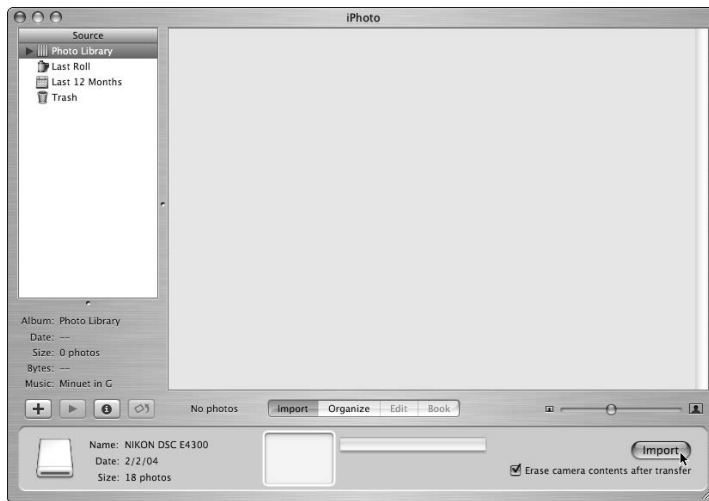 iPhoto
Source
Photo Library
Last Roll
Last 12 Months
Trash
Album: Photo Library
Date: --
Size: 0 photos
Bytes: --
Music: Minuet in G
No photos
Import Organize Edit Book
Name: NIKON DSC E4300
Date: 2/2/04
Size: 18 photos
Import
Erase camera contents after transfer